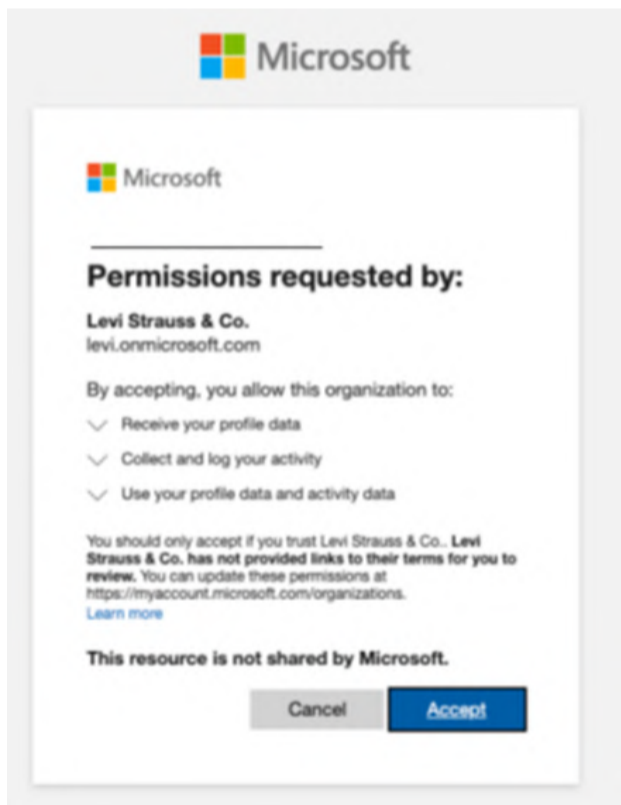 Microsoft
Microsoft
Permissions requested by:
Levi Strauss & Co.
levi.onmicrosoft.com
By accepting, you allow this organization to:
Receive your profile data
Collect and log your activity
Use your profile data and activity data
You should only accept if you trust Levi Strauss & Co.. Levi
Strauss & Co. has not provided links to their terms for you to
review. You can update these permissions at
https://myaccount.microsoft.com/organizations.
Learn more
This resource is not shared by Microsoft.
Cancel
Accept